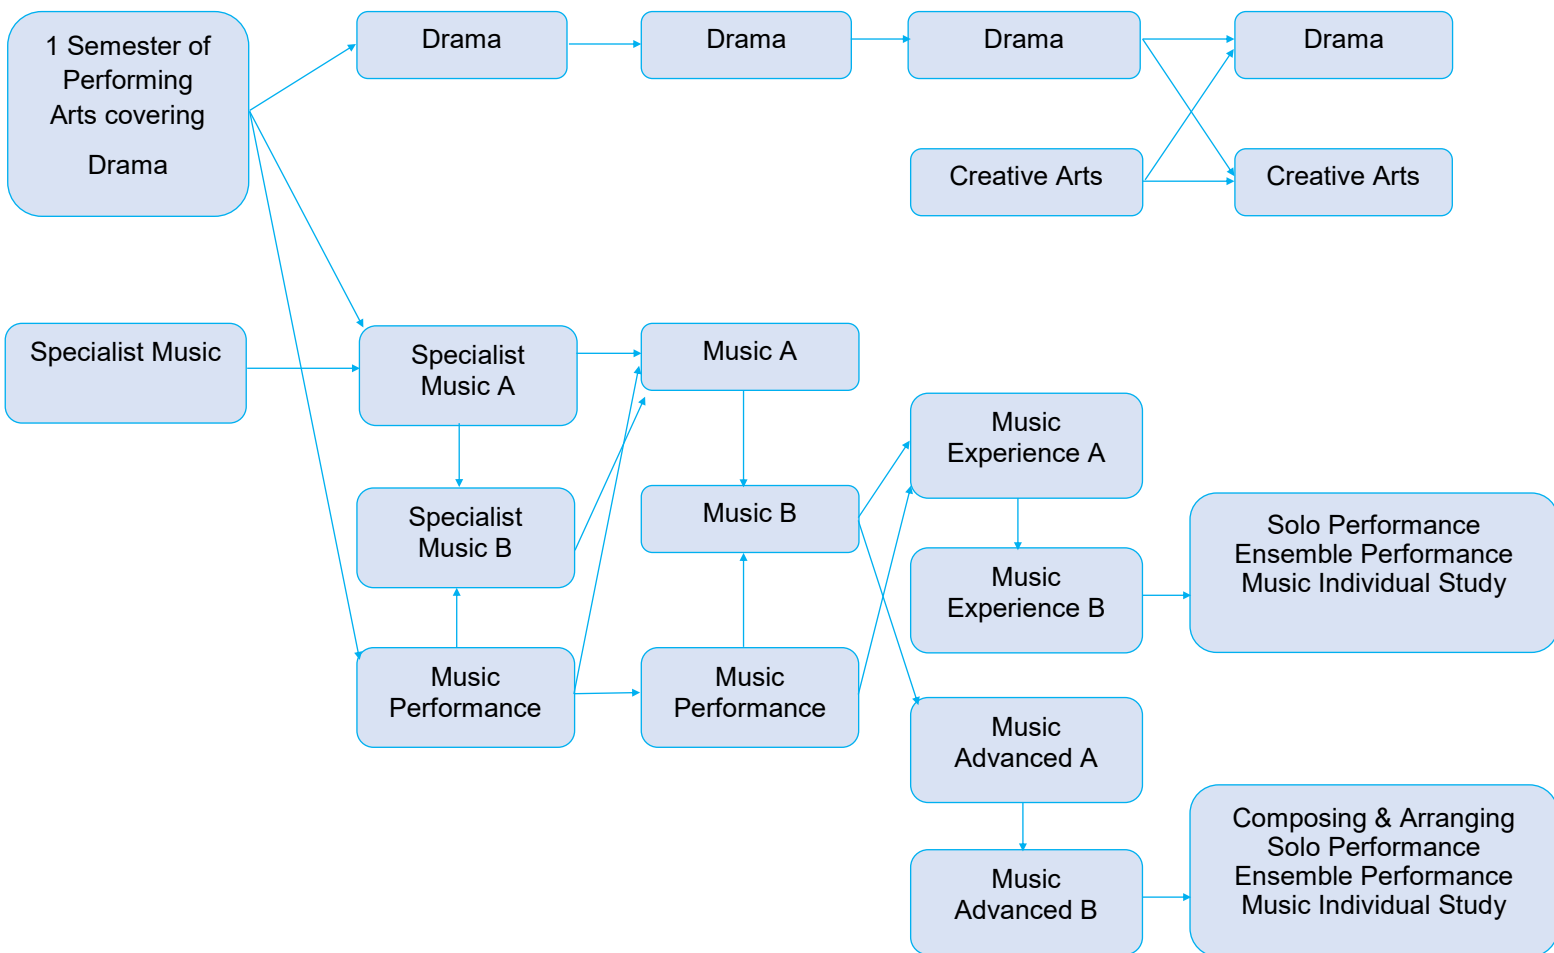 1 Semester of
Performing
Arts covering
Drama
Drama
Drama
Drama
Drama
Creative Arts
Creative Arts
Specialist Music
Specialist
Music A
Music A
Specialist
Music B
Music B
Music
Performance
Music
Performance
Music
Experience A
Music
Experience B
Solo Performance
Ensemble Performance
Music Individual Study
Music
Advanced A
Music
Advanced B
Composing & Arranging
Solo Performance
Ensemble Performance
Music Individual Study